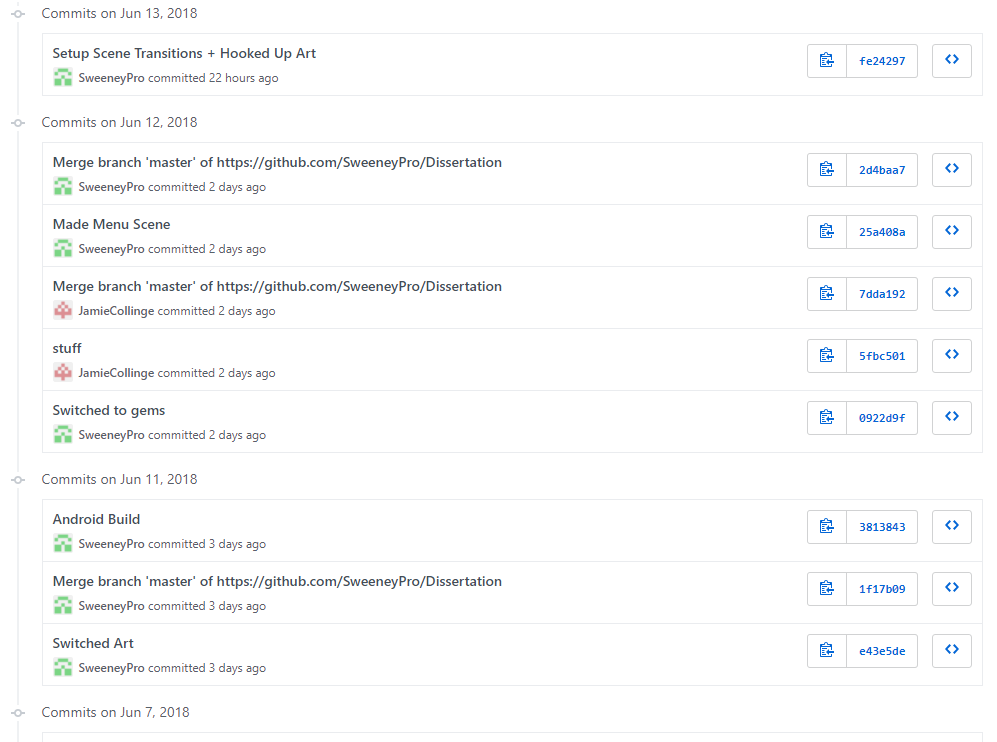 Commits on Jun 13, 2018
Setup Scene Transitions + Hooked Up Art
fe24297
SweeneyPro committed 22 hours ago
Commits on Jun 12, 2018
Merge branch 'master' of https://github.com/SweeneyPro/Dissertation
2d4baa7
SweeneyPro committed 2 days ago
Made Menu Scene
25a408a
SweeneyPro committed 2 days ago
Merge branch 'master' of https://github.com/SweeneyPro/Dissertation
7dda192
JamieCollinge committed 2 days ago
stuff
5fbc501
JamieCollinge committed 2 days ago
Switched to gems
0922d9f
SweeneyPro committed 2 days ago
Commits on Jun 11, 2018
Android Build
3813843
SweeneyPro committed 3 days ago
Merge branch 'master' of https://github.com/SweeneyPro/Dissertation
1f17b09
SweeneyPro committed 3 days ago
Switched Art
e43e5de
SweeneyPro committed 3 days ago
Commits on Jun 7, 2018